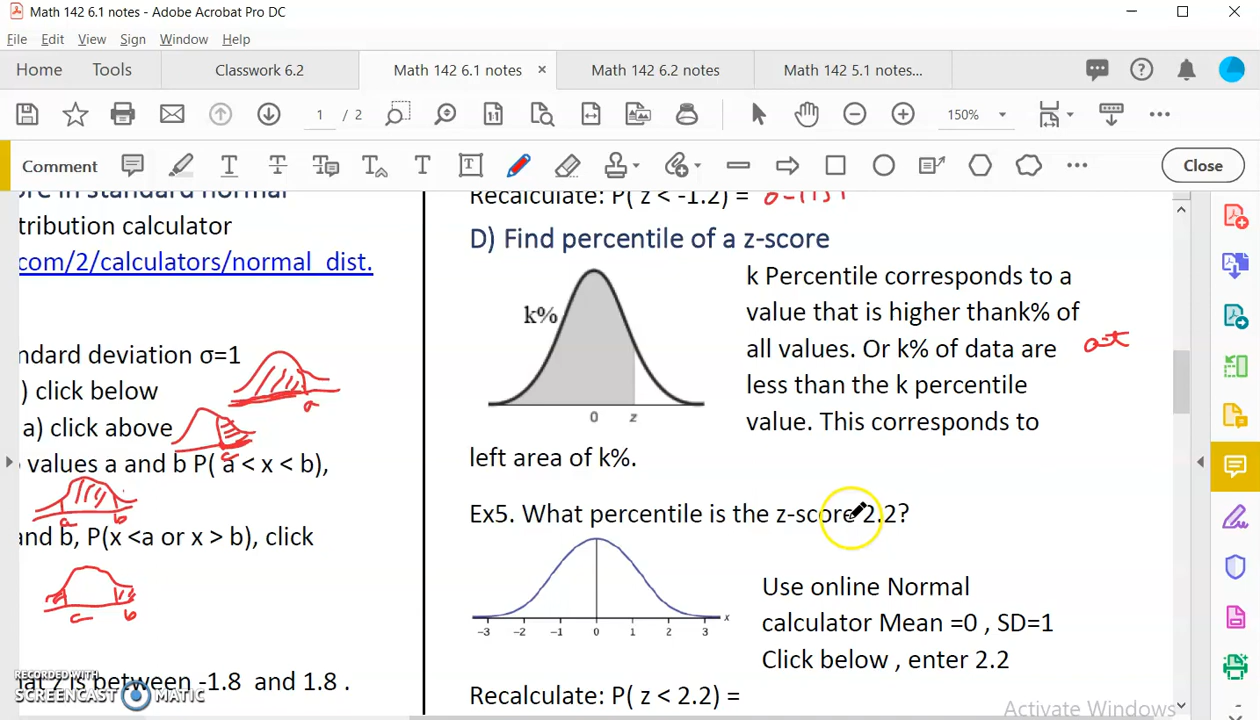 Math 142 6.1 notes - Adobe Acrobat Pro DC
File Edit View Sign Window Help
Home Tools Classwork 6.2 Math 142 6.1 notes × Math 142 6.2 notes Math 142 5.1 notes...
1 / 2 150%
Comment Close
tribution calculator
com/2/calculators/normal_dist.
ndard deviation σ=1
) click below
a
a) click above
a
values a and b P( a < x < b),
a b
and b, P(x <a or x > b), click
a b
at z is between -1.8 and 1.8 .
Recalculate: P( z < -1.2) =
D) Find percentile of a z-score
k%
0 z
k Percentile corresponds to a
value that is higher thank% of
all values. Or k% of data are
less than the k percentile
value. This corresponds to
left area of k%.
Ex5. What percentile is the z-score 2.2?
-3 -2 -1 0 1 2 3 x
Use online Normal
calculator Mean =0 , SD=1
Click below , enter 2.2
Recalculate: P( z < 2.2) =
RECORDED WITH
SCREENCAST MATIC
Activate Windows